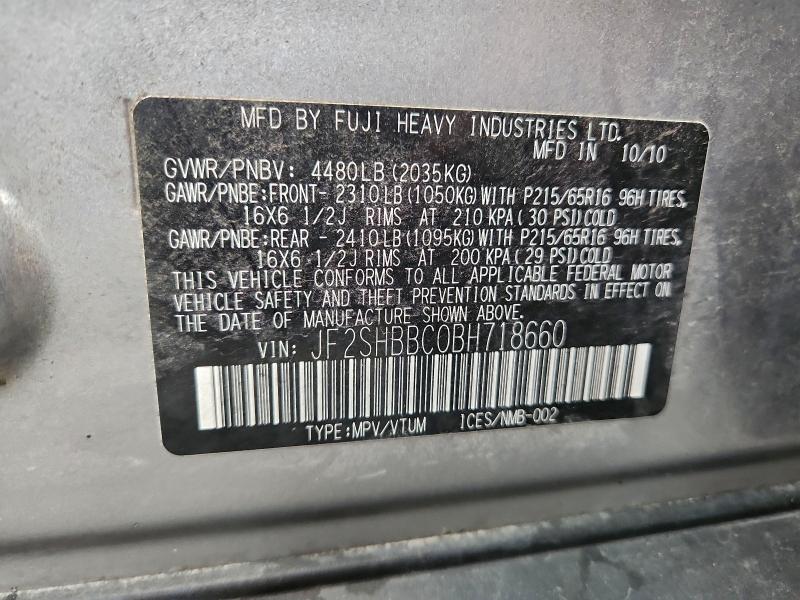 MFD BY FUJI HEAVY INDUSTRIES LTD.
MFD IN 10/10
GVWR/PNBV: 4480LB(2035KG)
GAWR/PNBE:FRONT- 2310LB(1050KG)WITH P215/65R16 96H TIRES,
16X6 1/2J RIMS AT 210 KPA(30 PSI)COLD
GAWR/PNBE:REAR - 2410LB(1095KG)WITH P215/65R16 96H TIRES,
16X6 1/2J RIMS AT 200 KPA(29 PSI)COLD
THIS VEHICLE CONFORMS TO ALL APPLICABLE FEDERAL MOTOR
VEHICLE SAFETY AND THEFT PREVENTION STANDARDS IN EFFECT ON
THE DATE OF MANUFACTURE SHOWN ABOVE.
VIN: JF2SHBBC0BH718660
TYPE:MPV/VTUM ICES/NMB-002